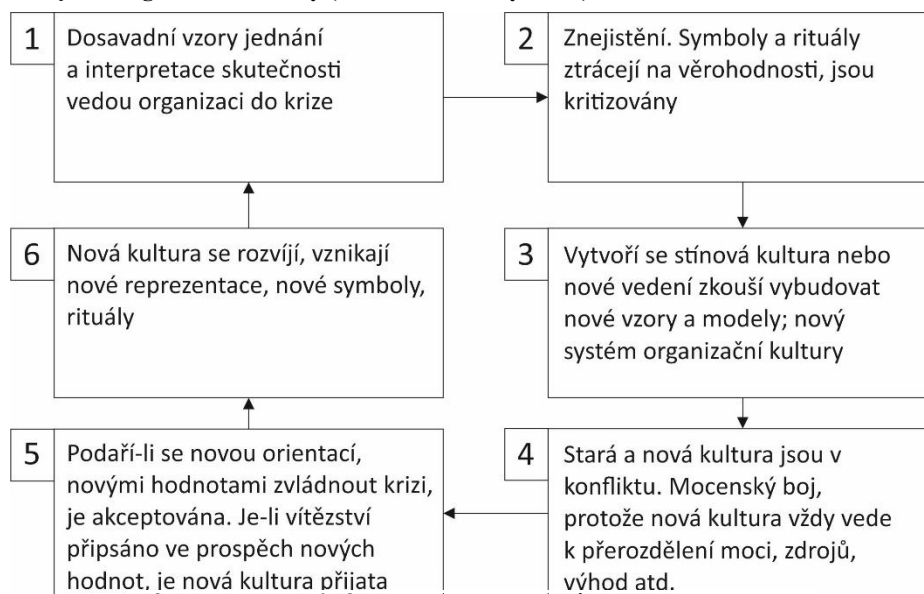 1
Dosavadní vzory jednání
a interpretace skutečnosti
vedou organizaci do krize
2
Znejistění. Symboly a rituály
ztrácejí na věrohodnosti, jsou
kritizovány
3
Vytvoří se stínová kultura nebo
nové vedení zkouší vybudovat
nové vzory a modely; nový
systém organizační kultury
4
Stará a nová kultura jsou v
konfliktu. Mocenský boj,
protože nová kultura vždy vede
k přerozdělení moci, zdrojů,
výhod atd.
5
Podaří-li se novou orientací,
novými hodnotami zvládnout krizi,
je akceptována. Je-li vítězství
připsáno ve prospěch nových
hodnot, je nová kultura přijata
6
Nová kultura se rozvíjí, vznikají
nové reprezentace, nové symboly,
rituály